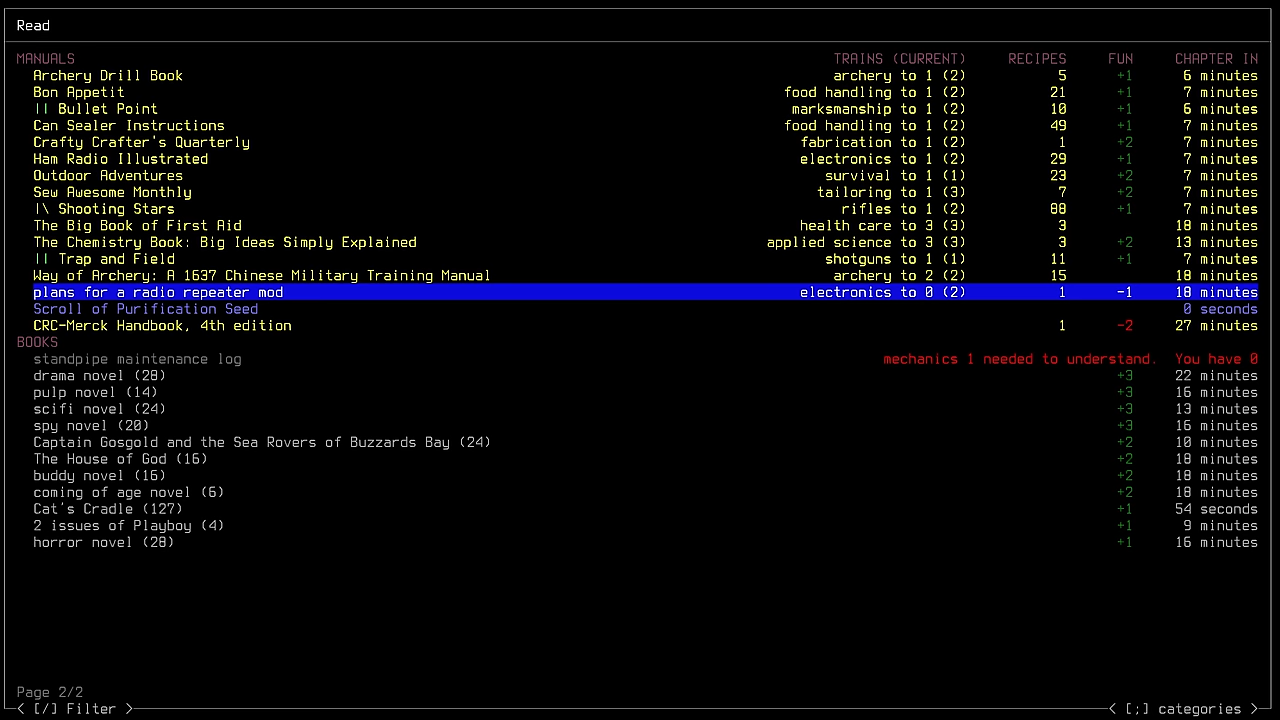 Read
MANUALS TRAINS (CURRENT) RECIPES FUN CHAPTER IN
Archery Drill Book archery to 1 (2) 5 +1 6 minutes
Bon Appetit food handling to 1 (2) 21 +1 7 minutes
|| Bullet Point marksmanship to 1 (2) 10 +1 6 minutes
Can Sealer Instructions food handling to 1 (2) 49 +1 7 minutes
Crafty Crafter's Quarterly fabrication to 1 (2) 1 +2 7 minutes
Ham Radio Illustrated electronics to 1 (2) 29 +1 7 minutes
Outdoor Adventures survival to 1 (1) 23 +2 7 minutes
Sew Awesome Monthly tailoring to 1 (3) 7 +2 7 minutes
|\ Shooting Stars rifles to 1 (2) 88 +1 7 minutes
The Big Book of First Aid health care to 3 (3) 3 18 minutes
The Chemistry Book: Big Ideas Simply Explained applied science to 3 (3) 3 +2 13 minutes
|| Trap and Field shotguns to 1 (1) 11 +1 7 minutes
Way of Archery: A 1637 Chinese Military Training Manual archery to 2 (2) 15 18 minutes
plans for a radio repeater mod electronics to 0 (2) 1 -1 18 minutes
Scroll of Purification Seed 0 seconds
CRC-Merck Handbook, 4th edition 1 -2 27 minutes
BOOKS
standpipe maintenance log mechanics 1 needed to understand. You have 0
drama novel (28) +3 22 minutes
pulp novel (14) +3 16 minutes
scifi novel (24) +3 13 minutes
spy novel (20) +3 16 minutes
Captain Gosgold and the Sea Rovers of Buzzards Bay (24) +2 10 minutes
The House of God (16) +2 18 minutes
buddy novel (16) +2 18 minutes
coming of age novel (6) +2 18 minutes
Cat's Cradle (127) +1 54 seconds
2 issues of Playboy (4) +1 9 minutes
horror novel (28) +1 16 minutes
Page 2/2
< [/] Filter > < [;] categories >